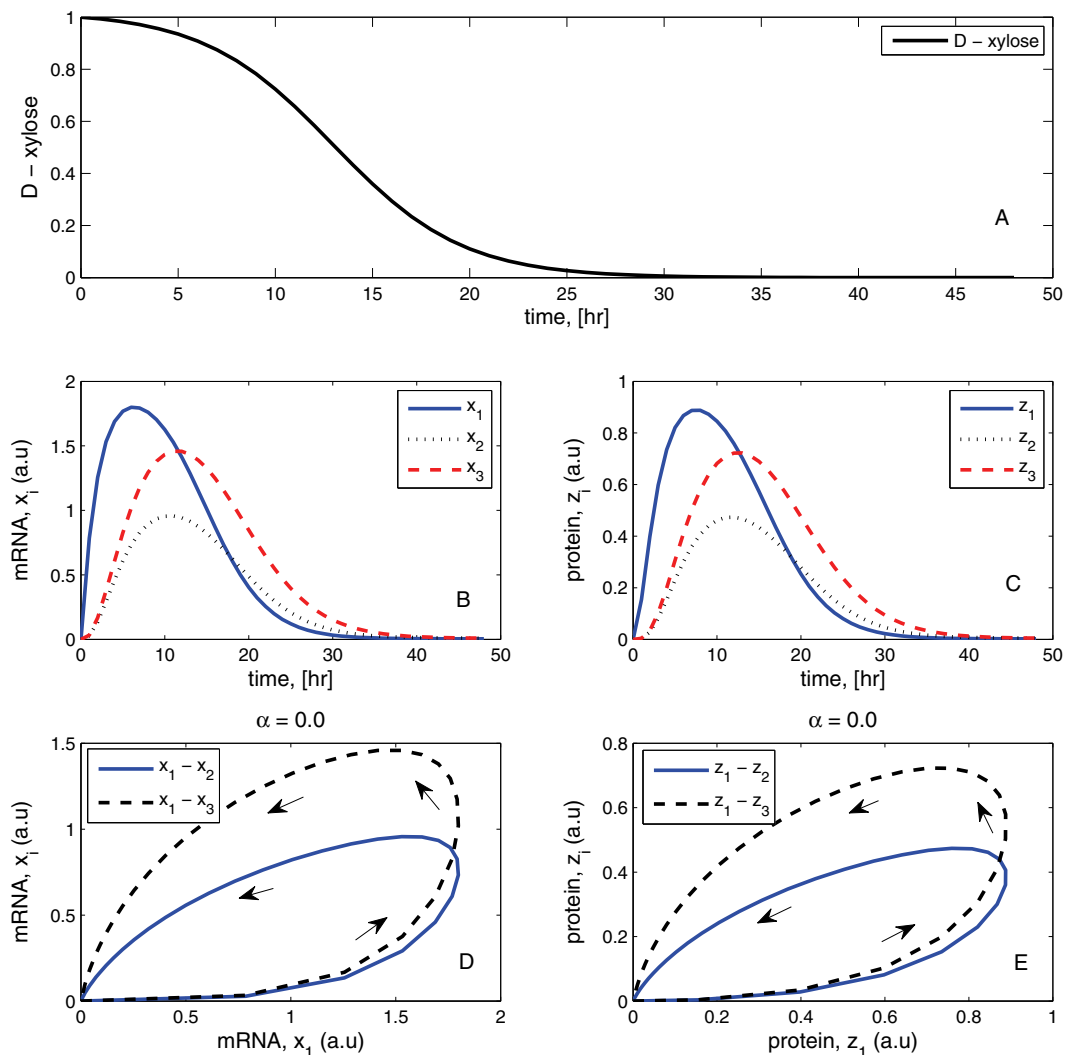 1
0.8
0.6
0.4
0.2
0
D − xylose
D − xylose
A
0 5 10 15 20 25 30 35 40 45 50
time, [hr]
2
1.5
1
0.5
0
mRNA, x_i (a.u)
x_1
x_2
x_3
B
0 10 20 30 40 50
time, [hr]
1
0.8
0.6
0.4
0.2
0
protein, z_i (a.u)
z_1
z_2
z_3
C
0 10 20 30 40 50
time, [hr]
α = 0.0
1.5
1
0.5
0
mRNA, x_i (a.u)
x_1 − x_2
x_1 − x_3
D
0 0.5 1 1.5 2
mRNA, x_1 (a.u)
α = 0.0
0.8
0.6
0.4
0.2
0
protein, z_i (a.u)
z_1 − z_2
z_1 − z_3
E
0 0.2 0.4 0.6 0.8 1
protein, z_1 (a.u)